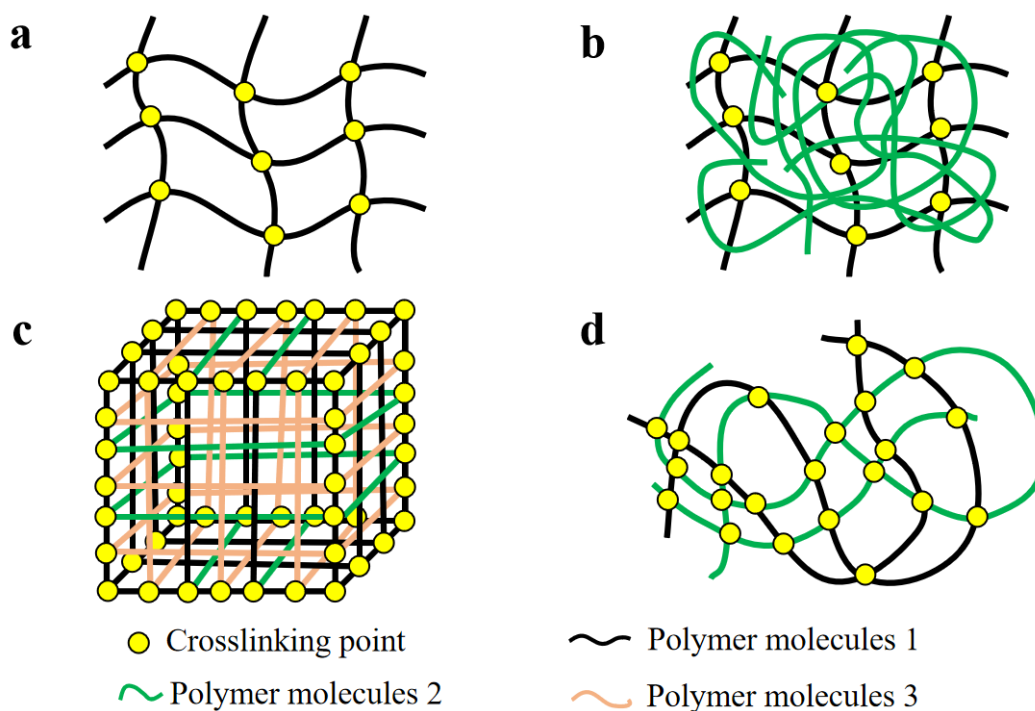 a
b
c
d
Crosslinking point
Polymer molecules 1
Polymer molecules 2
Polymer molecules 3